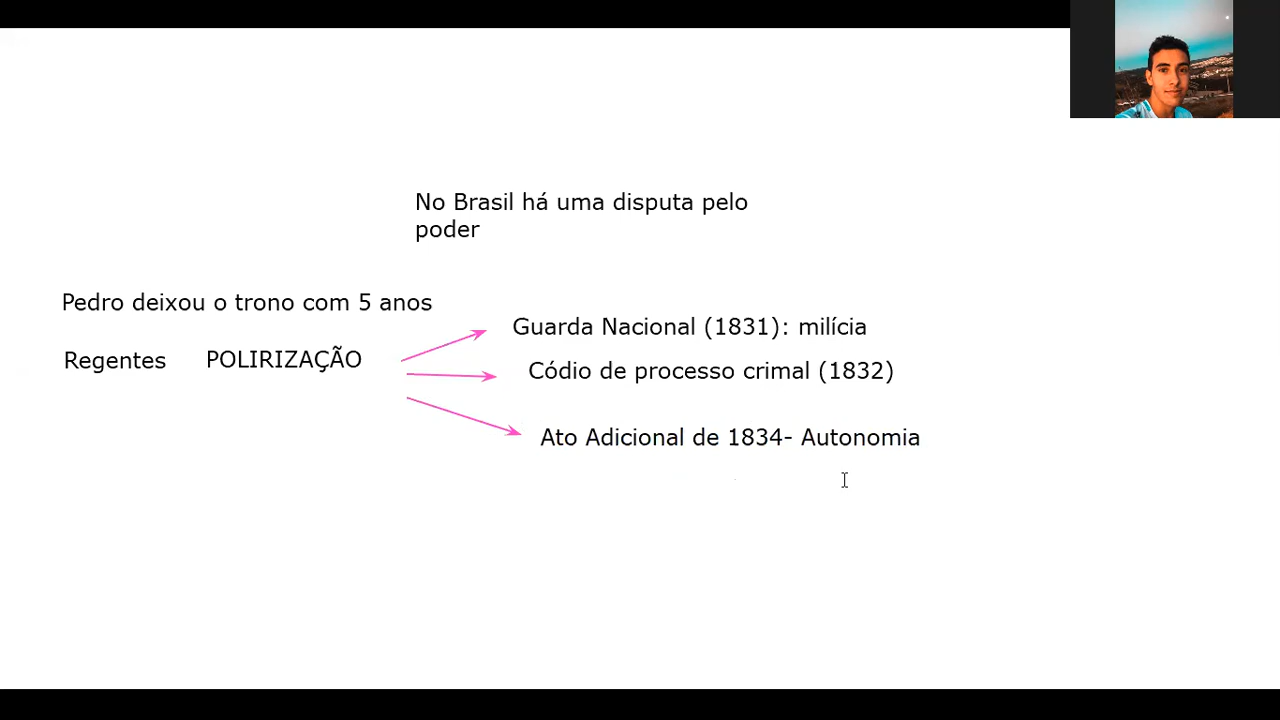 No Brasil há uma disputa pelo
poder
Pedro deixou o trono com 5 anos
Regentes POLIRIZAÇÃO
Guarda Nacional (1831): milícia
Códio de processo crimal (1832)
Ato Adicional de 1834- Autonomia